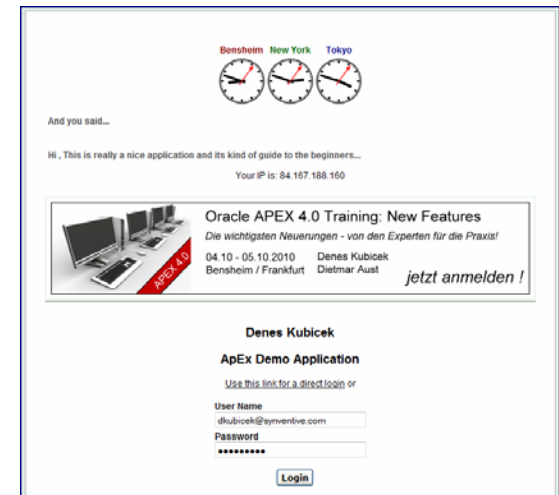 Bensheim New York Tokyo
And you said...
Hi , This is really a nice application and its kind of guide to the beginners...
Your IP is: 84.167.188.160
Oracle APEX 4.0 Training: New Features
Die wichtigsten Neuerungen - von den Experten für die Praxis!
04.10 - 05.10.2010 Denes Kubicek
Bensheim / Frankfurt Dietmar Aust
jetzt anmelden !
APEX 4.0
Denes Kubicek
ApEx Demo Application
Use this link for a direct login or
User Name
dkubicek@synventive.com
Password
•••••••••
Login